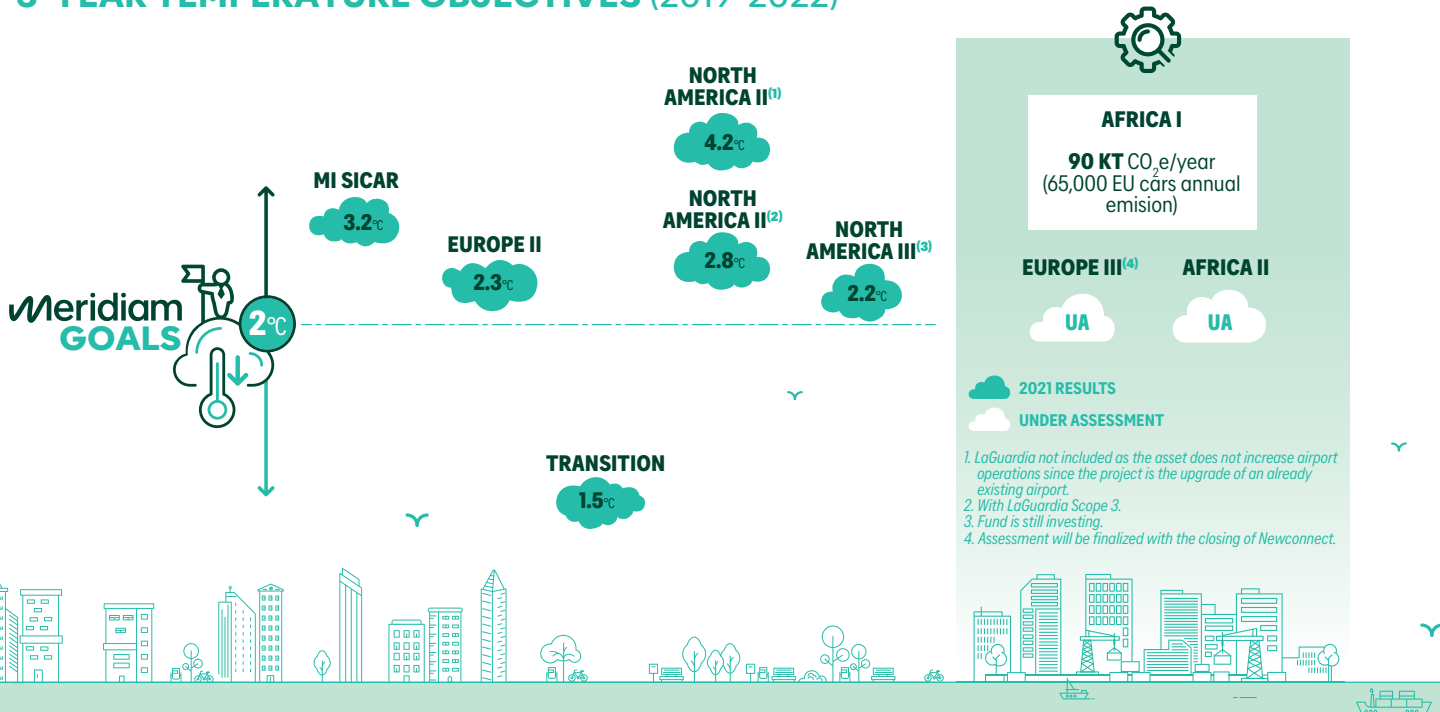 YEAR TEMPERATURE OBJECTIVES (2019-2022)
NORTH
AMERICA II(1)
4.2°C
MI SICAR
3.2°C
NORTH
AMERICA II(2)
2.8°C
EUROPE II
2.3°C
NORTH
AMERICA III(3)
2.2°C
Meridiam
GOALS
2°C
TRANSITION
1.5°C
AFRICA I
90 KT CO2e/year
(65,000 EU cars annual
emision)
EUROPE III(4)
UA
AFRICA II
UA
2021 RESULTS
UNDER ASSESSMENT
1. LaGuardia not included as the asset does not increase airport
operations since the project is the upgrade of an already
existing airport.
2. With LaGuardia Scope 3.
3. Fund is still investing.
4. Assessment will be finalized with the closing of Newconnect.